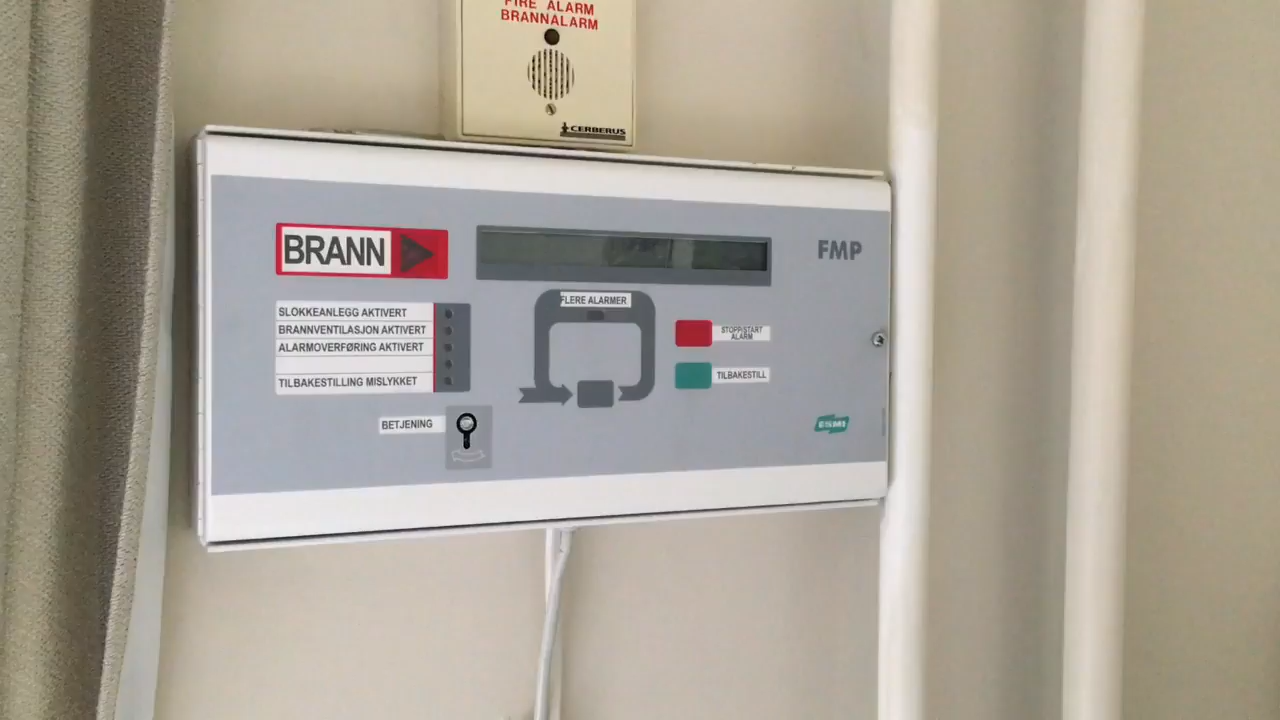 FIRE ALARM
BRANNALARM
CERBERUS
BRANN
FMP
SLOKKEANLEGG AKTIVERT
BRANNVENTILASJON AKTIVERT
ALARMOVERFØRING AKTIVERT
TILBAKESTILLING MISLYKKET
FLERE ALARMER
STOPP/START
ALARM
TILBAKESTILL
BETJENING
ESMI